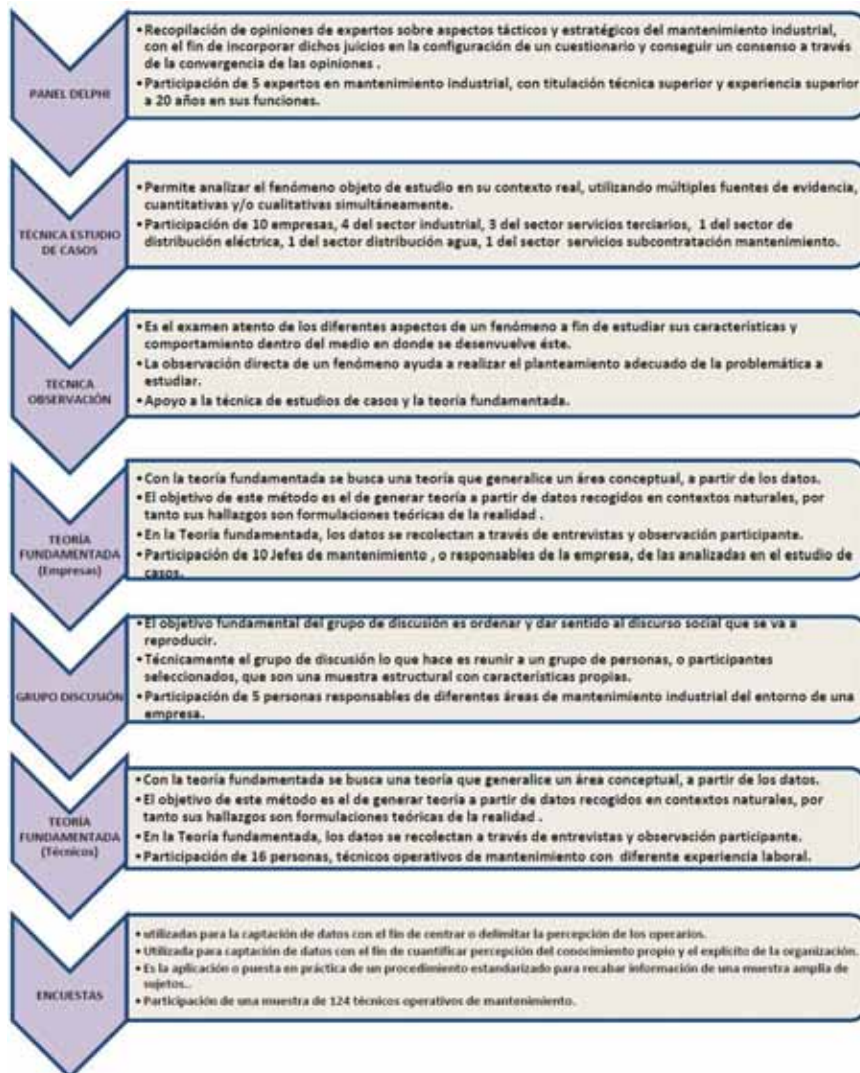 PANEL DELPHI
• Recopilación de opiniones de expertos sobre aspectos tácticos y estratégicos del mantenimiento industrial,
con el fin de incorporar dichos juicios en la configuración de un cuestionario y conseguir un consenso a través
de la convergencia de las opiniones .
• Participación de 5 expertos en mantenimiento industrial, con titulación técnica superior y experiencia superior
a 20 años en sus funciones.
TÉCNICA ESTUDIO
DE CASOS
• Permite analizar el fenómeno objeto de estudio en su contexto real, utilizando múltiples fuentes de evidencia,
cuantitativas y/o cualitativas simultáneamente.
• Participación de 10 empresas, 4 del sector industrial, 3 del sector servicios terciarios, 1 del sector de
distribución eléctrica, 1 del sector distribución agua, 1 del sector servicios subcontratación mantenimiento.
TECNICA
OBSERVACIÓN
• Es el examen atento de los diferentes aspectos de un fenómeno a fin de estudiar sus características y
comportamiento dentro del medio en donde se desenvuelve éste.
• La observación directa de un fenómeno ayuda a realizar el planteamiento adecuado de la problemática a
estudiar.
• Apoyo a la técnica de estudios de casos y la teoría fundamentada.
TEORÍA
FUNDAMENTADA
(Empresas)
• Con la teoría fundamentada se busca una teoría que generalice un área conceptual, a partir de los datos.
• El objetivo de este método es el de generar teoría a partir de datos recogidos en contextos naturales, por
tanto sus hallazgos son formulaciones teóricas de la realidad .
• En la Teoría fundamentada, los datos se recolectan a través de entrevistas y observación participante.
• Participación de 10 Jefes de mantenimiento , o responsables de la empresa, de las analizadas en el estudio de
casos.
GRUPO DISCUSIÓN
• El objetivo fundamental del grupo de discusión es ordenar y dar sentido al discurso social que se va a
reproducir.
• Técnicamente el grupo de discusión lo que hace es reunir a un grupo de personas, o participantes
seleccionados, que son una muestra estructural con características propias.
• Participación de 5 personas responsables de diferentes áreas de mantenimiento industrial del entorno de una
empresa.
TEORÍA
FUNDAMENTADA
(Técnicos)
• Con la teoría fundamentada se busca una teoría que generalice un área conceptual, a partir de los datos.
• El objetivo de este método es el de generar teoría a partir de datos recogidos en contextos naturales, por
tanto sus hallazgos son formulaciones teóricas de la realidad .
• En la Teoría fundamentada, los datos se recolectan a través de entrevistas y observación participante.
• Participación de 16 personas, técnicos operativos de mantenimiento con diferente experiencia laboral.
ENCUESTAS
• utilizadas para la captación de datos con el fin de centrar o delimitar la percepción de los operarios.
• Utilizada para captación de datos con el fin de cuantificar percepción del conocimiento propio y el explícito de la organización.
• Es la aplicación o puesta en práctica de un procedimiento estandarizado para recabar información de una muestra amplia de
sujetos..
• Participación de una muestra de 124 técnicos operativos de mantenimiento.